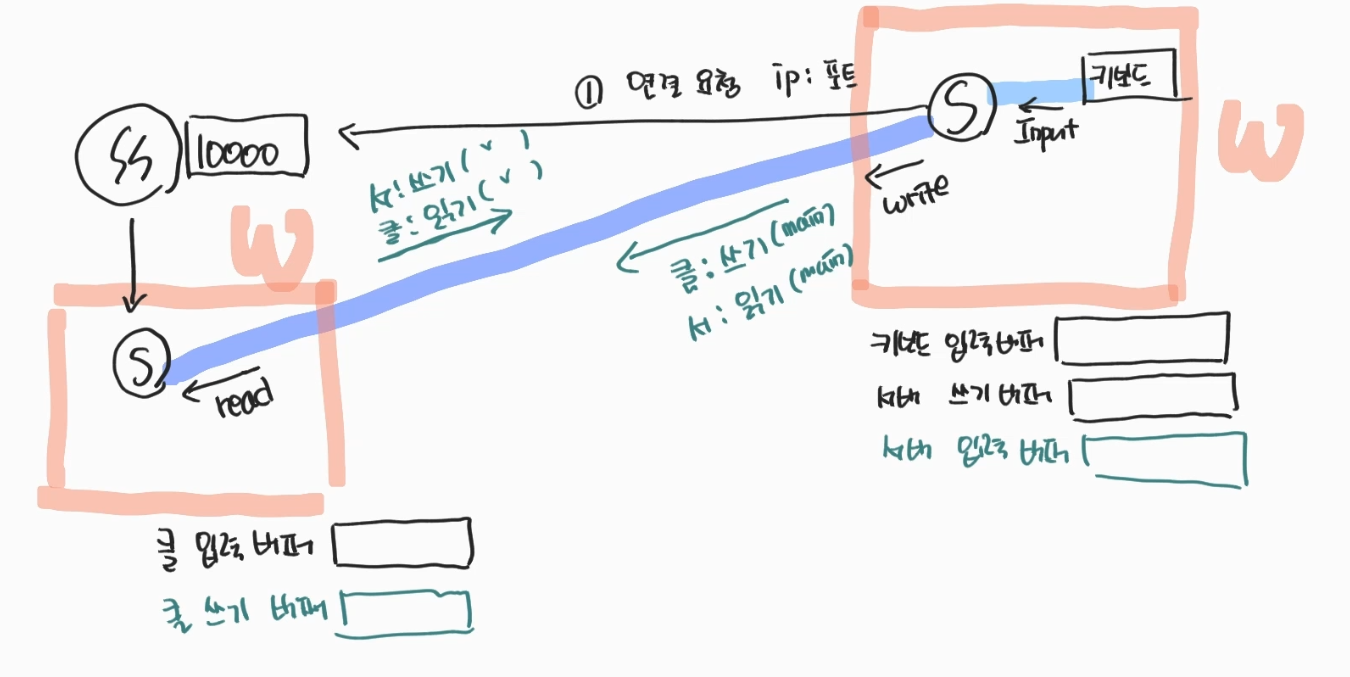 ① 연결 요청 ip: 포트
S
키보드
Input
W
SS
10000
서: 쓰기( v )
클: 읽기( v )
write
W
클: 쓰기(main)
서: 읽기(main)
S
read
키보드 입력버퍼
서버 쓰기 버퍼
서버 입력 버퍼
클 입력 버퍼
클 쓰기 버퍼